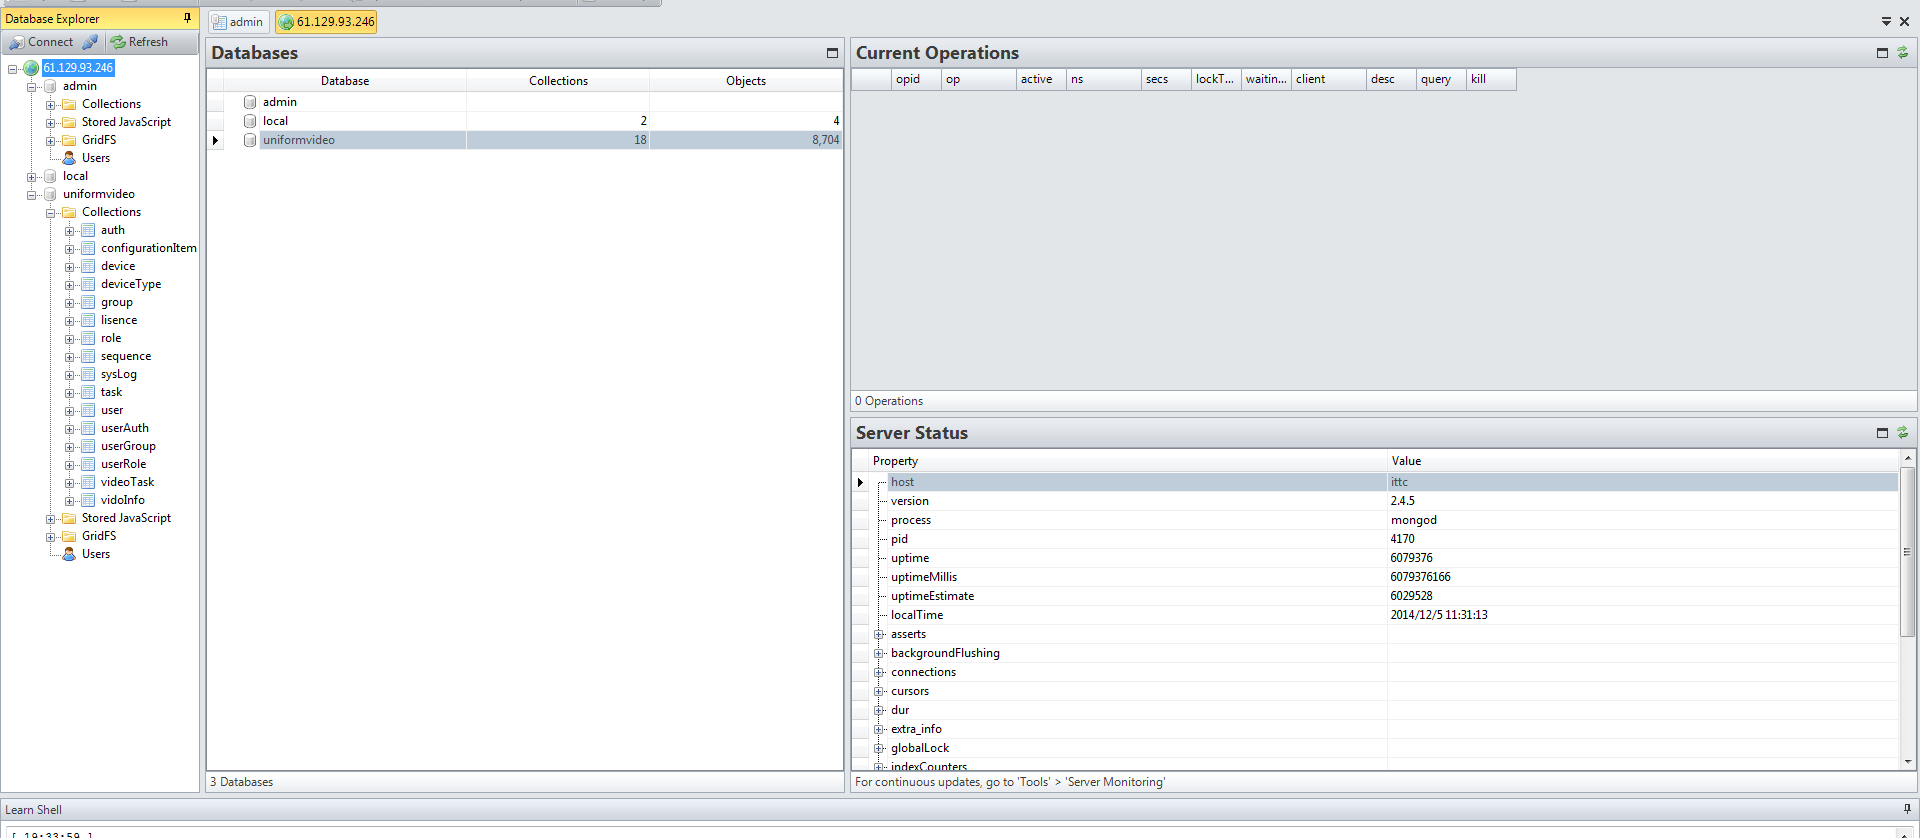 Database Explorer
Connect Refresh
61.129.93.246
admin
Collections
Stored JavaScript
GridFS
Users
local
uniformvideo
Collections
auth
configurationItem
device
deviceType
group
lisence
role
sequence
sysLog
task
user
userAuth
userGroup
userRole
videoTask
vidoInfo
Stored JavaScript
GridFS
Users
admin 61.129.93.246
Databases
Database Collections Objects
admin
local 2 4
uniformvideo 18 8,704
3 Databases
Current Operations
opid op active ns secs lockT... waitin... client desc query kill
0 Operations
Server Status
Property Value
host ittc
version 2.4.5
process mongod
pid 4170
uptime 6079376
uptimeMillis 6079376166
uptimeEstimate 6029528
localTime 2014/12/5 11:31:13
asserts
backgroundFlushing
connections
cursors
dur
extra_info
globalLock
indexCounters
For continuous updates, go to 'Tools' > 'Server Monitoring'
Learn Shell
[ 19:33:59 ]